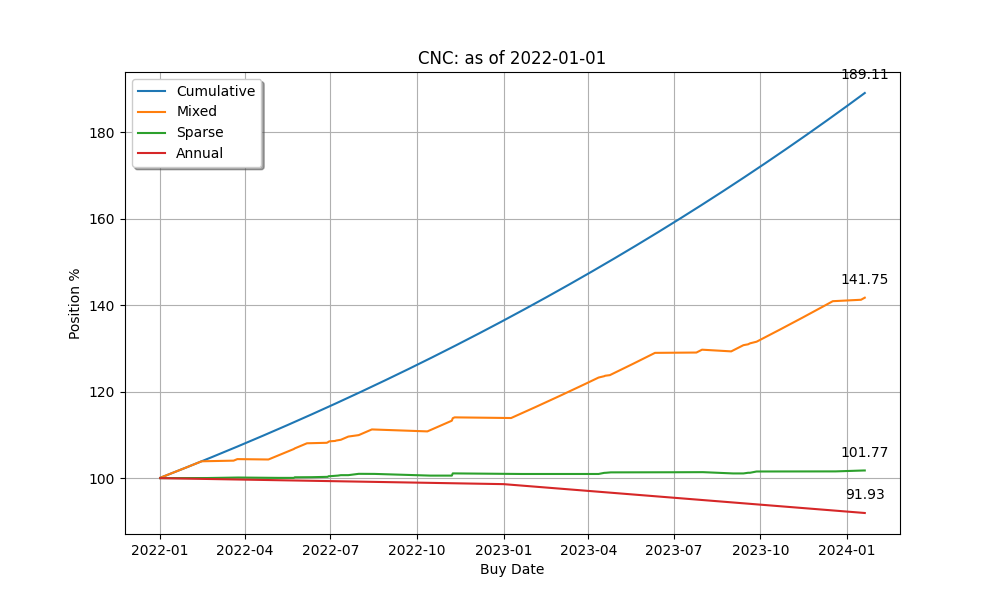 CNC: as of 2022-01-01
189.11
Cumulative
Mixed
Sparse
Annual
180
160
141.75
140
120
101.77
100
91.93
Position %
2022-01 2022-04 2022-07 2022-10 2023-01 2023-04 2023-07 2023-10 2024-01
Buy Date